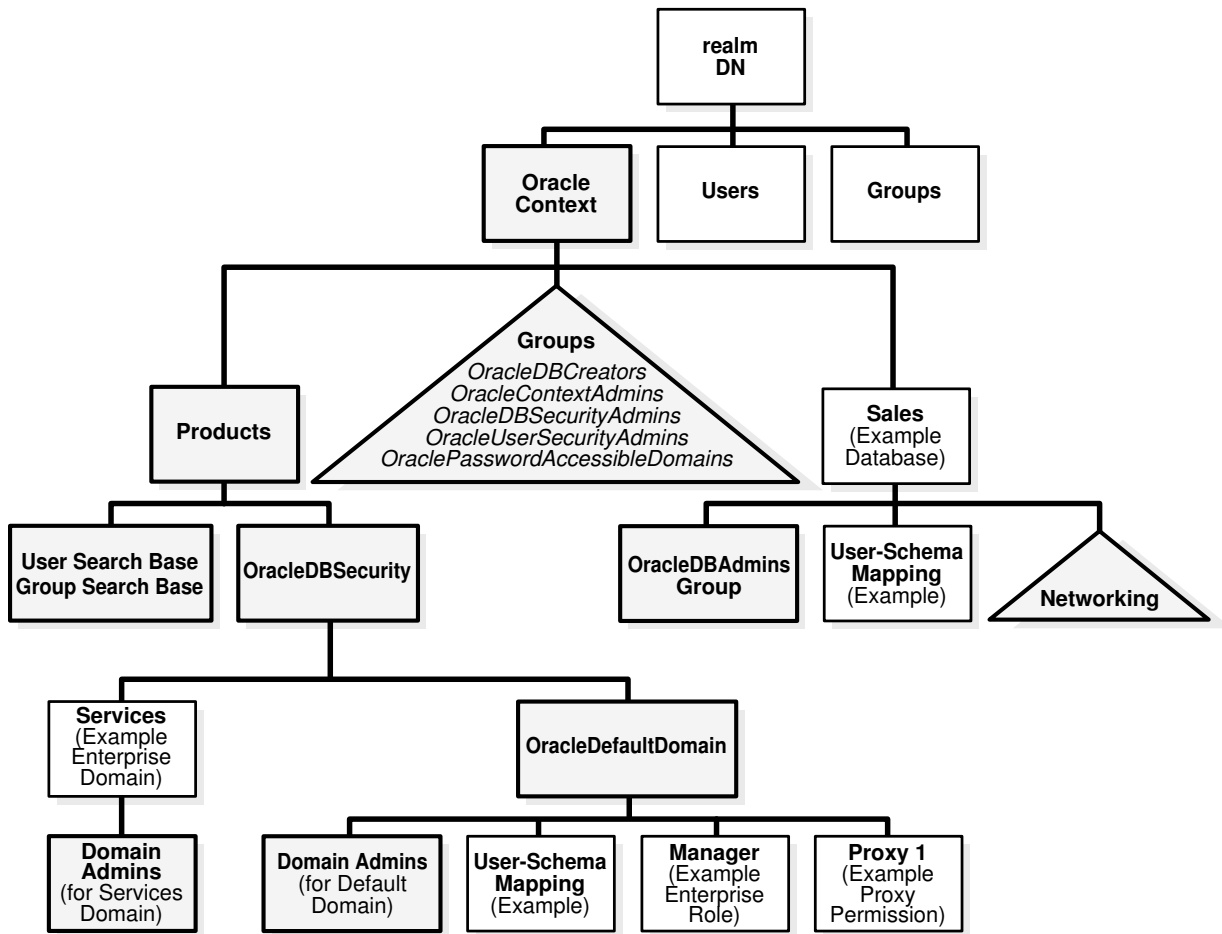 realm
DN
Oracle
Context
Users
Groups
Groups
OracleDBCreators
OracleContextAdmins
OracleDBSecurityAdmins
OracleUserSecurityAdmins
OraclePasswordAccessibleDomains
Products
Sales
(Example
Database)
User Search Base
Group Search Base
OracleDBSecurity
OracleDBAdmins
Group
User-Schema
Mapping
(Example)
Networking
Services
(Example
Enterprise
Domain)
OracleDefaultDomain
Domain
Admins
(for Services
Domain)
Domain Admins
(for Default
Domain)
User-Schema
Mapping
(Example)
Manager
(Example
Enterprise
Role)
Proxy 1
(Example
Proxy
Permission)